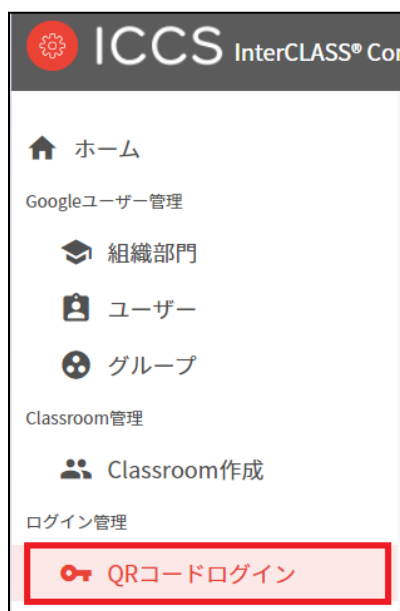 ICCS InterCLASS® Cor
ホーム
Googleユーザー管理
組織部門
ユーザー
グループ
Classroom管理
Classroom作成
ログイン管理
QRコードログイン